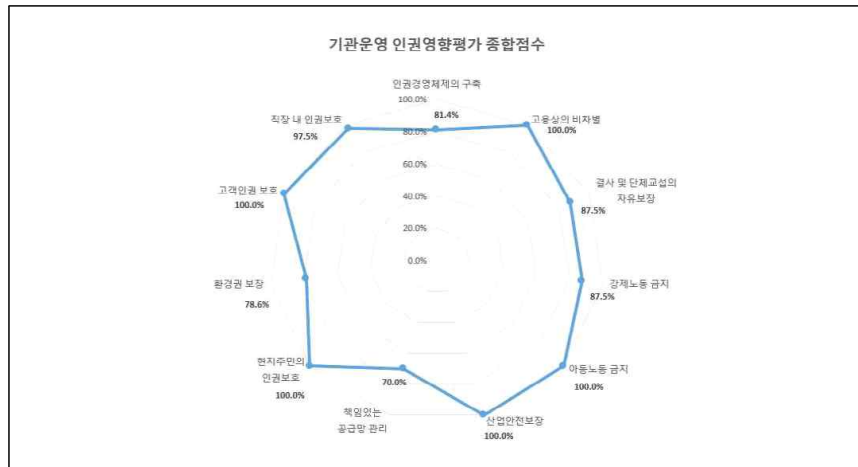 기관운영 인권영향평가 종합점수
인권경영체제의 구축
100.0%
81.4%
80.0%
60.0%
40.0%
20.0%
0.0%
고용상의 비차별
100.0%
결사 및 단체교섭의
자유보장
87.5%
강제노동 금지
87.5%
아동노동 금지
100.0%
산업안전보장
100.0%
책임있는
공급망 관리
70.0%
현지주민의
인권보호
100.0%
환경권 보장
78.6%
고객인권 보호
100.0%
직장 내 인권보호
97.5%